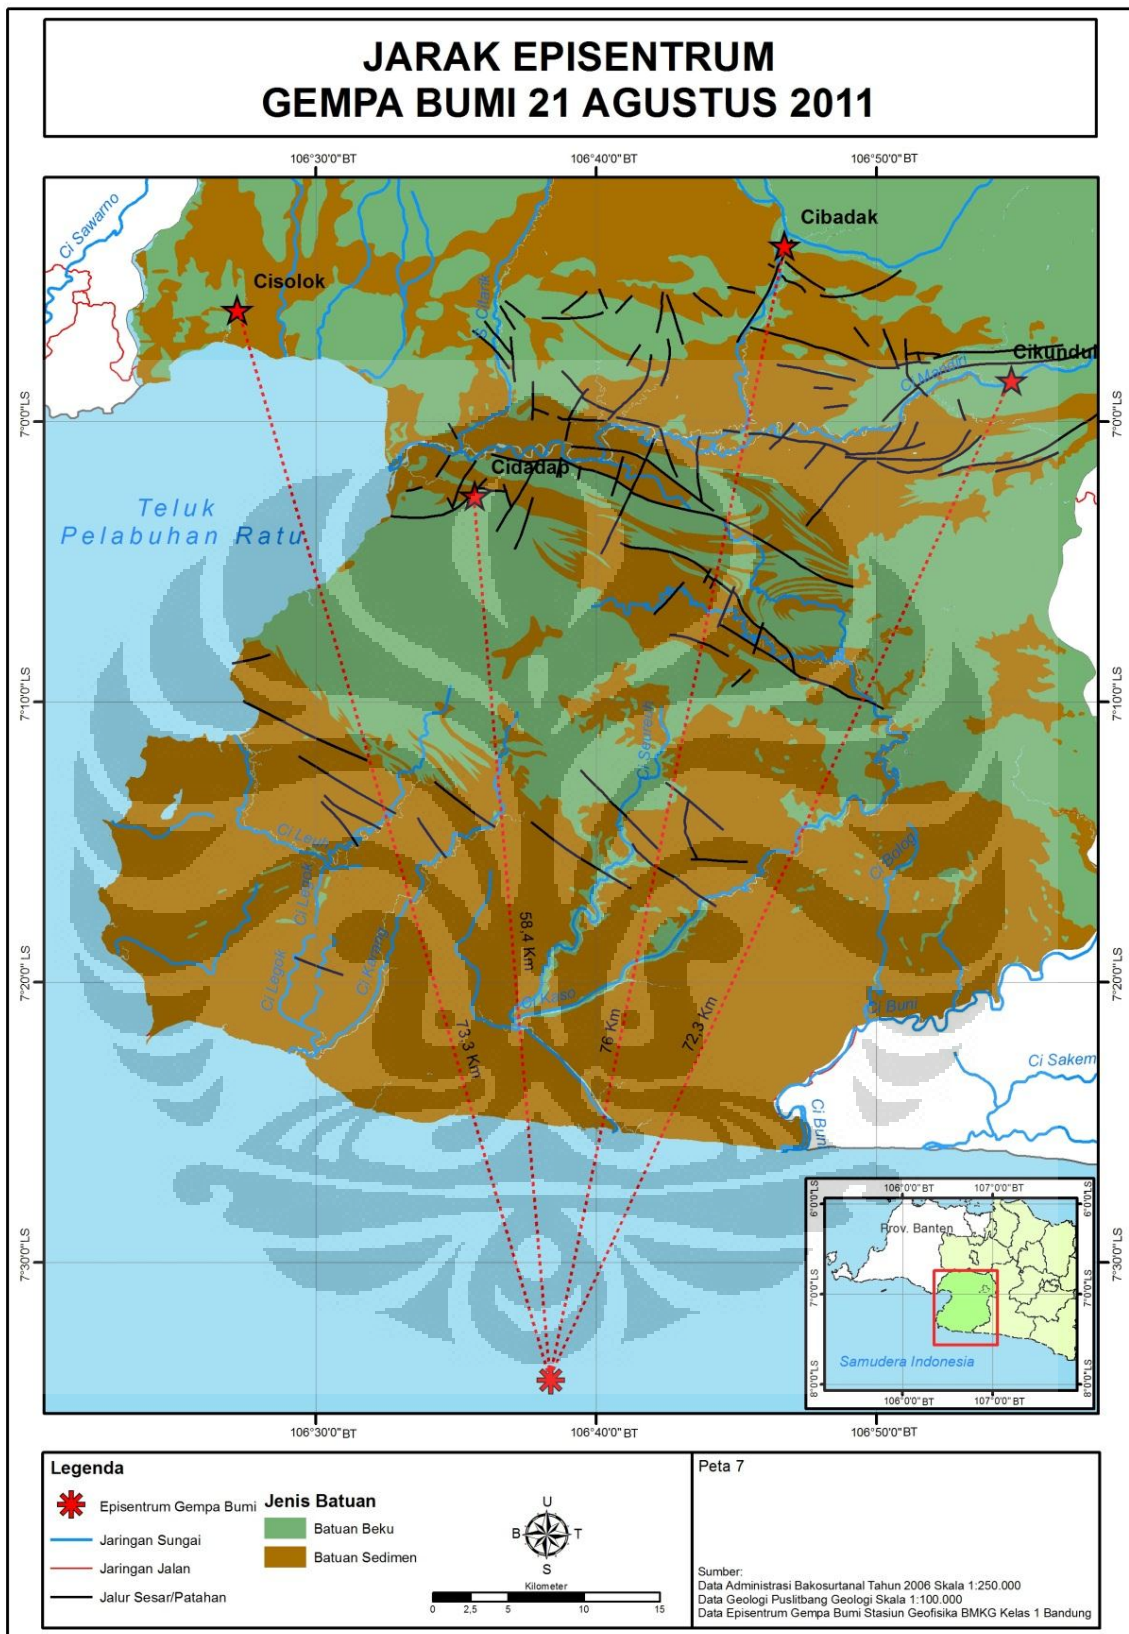 JARAK EPISENTRUM
GEMPA BUMI 21 AGUSTUS 2011
106°30'0"BT
106°40'0"BT
106°50'0"BT
Ci Sawarno
Cibadak
Cisolok
S. Citarik
Cikundul
Ci Mandiri
7°0'0"LS
7°0'0"LS
Cidadap
Teluk
Pelabuhan Ratu
7°10'0"LS
7°10'0"LS
Ci Seureuh
Ci Leuh
Ci Bologi
Ci Legok
58,4 Km
Ci Legok
Ci Karang
7°20'0"LS
7°20'0"LS
Ci Kaso
Ci Buni
73,3 Km
76 Km
72,3 Km
Ci Sakem
Ci Buni
7°30'0"LS
7°30'0"LS
106°0'0"BT
107°0'0"BT
6°0'0"LS
6°0'0"LS
Prov. Banten
7°0'0"LS
7°0'0"LS
Samudera Indonesia
8°0'0"LS
8°0'0"LS
106°0'0"BT
107°0'0"BT
106°30'0"BT
106°40'0"BT
106°50'0"BT
Legenda
Episentrum Gempa Bumi
Jaringan Sungai
Jaringan Jalan
Jalur Sesar/Patahan
Jenis Batuan
Batuan Beku
Batuan Sedimen
U
B
T
S
Kilometer
0 2,5 5 10 15
Peta 7
Sumber:
Data Administrasi Bakosurtanal Tahun 2006 Skala 1:250.000
Data Geologi Puslitbang Geologi Skala 1:100.000
Data Episentrum Gempa Bumi Stasiun Geofisika BMKG Kelas 1 Bandung